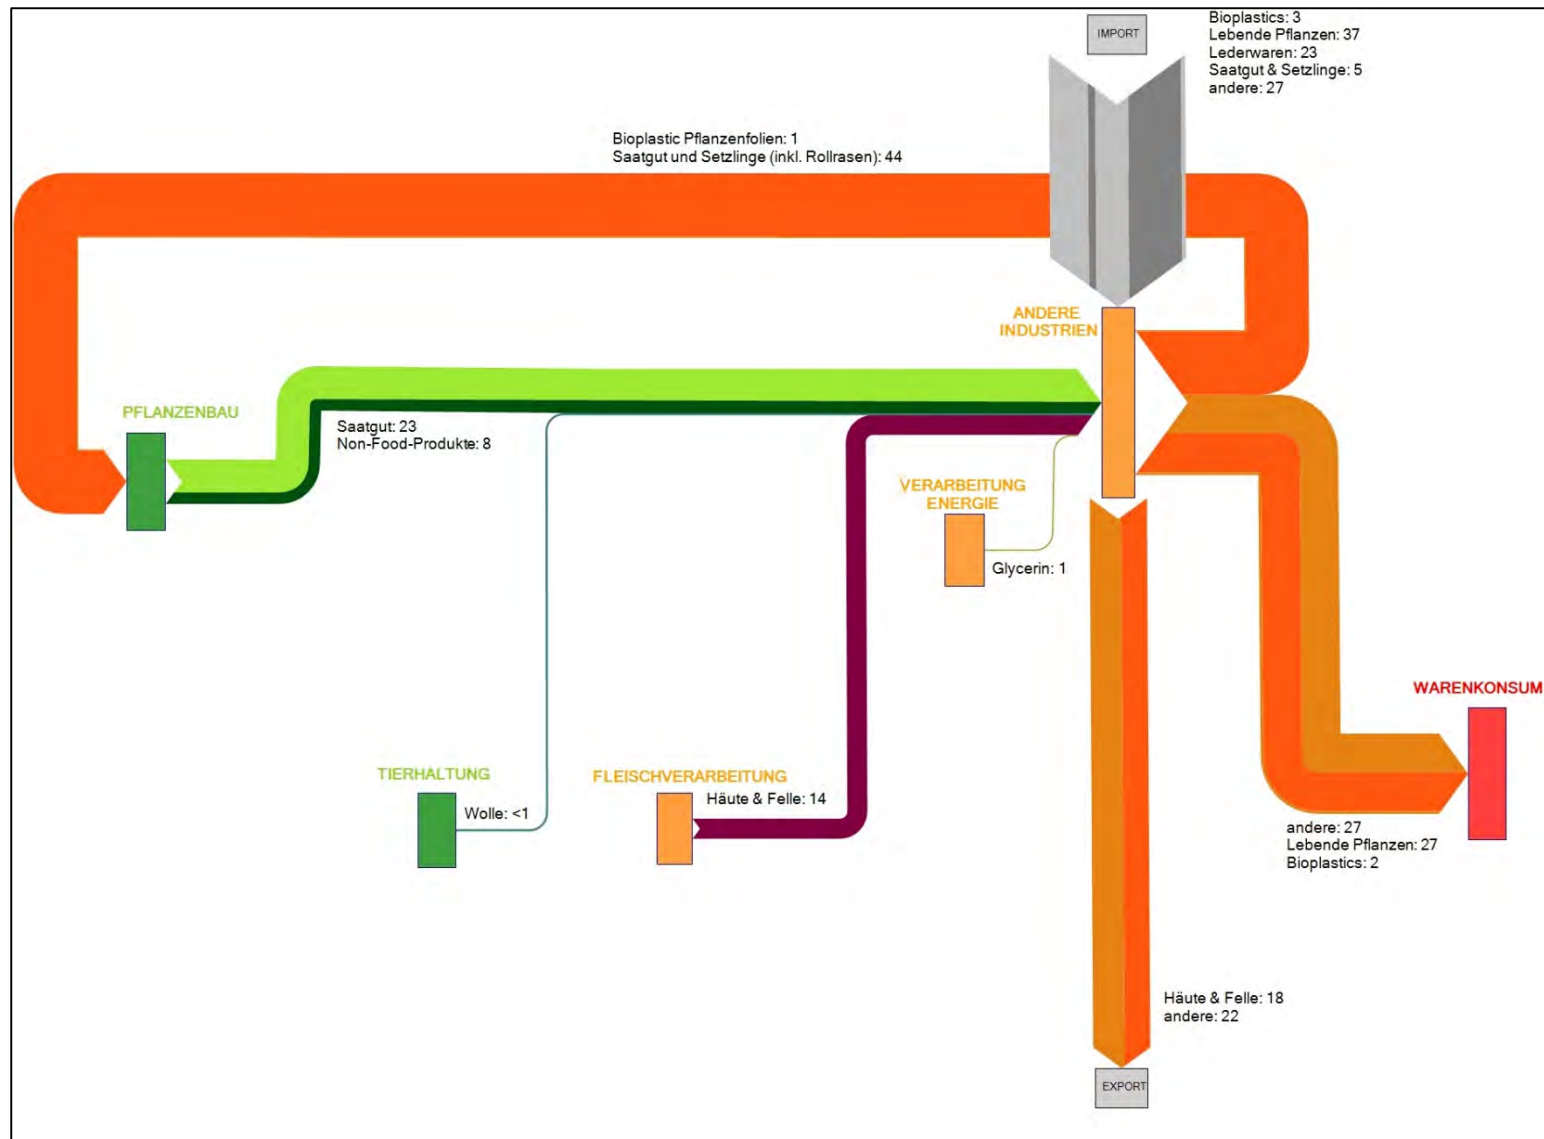 IMPORT
Bioplastics: 3
Lebende Pflanzen: 37
Lederwaren: 23
Saatgut & Setzlinge: 5
andere: 27
Bioplastic Pflanzenfolien: 1
Saatgut und Setzlinge (inkl. Rollrasen): 44
ANDERE
INDUSTRIEN
PFLANZENBAU
Saatgut: 23
Non-Food-Produkte: 8
VERARBEITUNG
ENERGIE
Glycerin: 1
WARENKONSUM
TIERHALTUNG
Wolle: <1
FLEISCHVERARBEITUNG
Häute & Felle: 14
andere: 27
Lebende Pflanzen: 27
Bioplastics: 2
Häute & Felle: 18
andere: 22
EXPORT